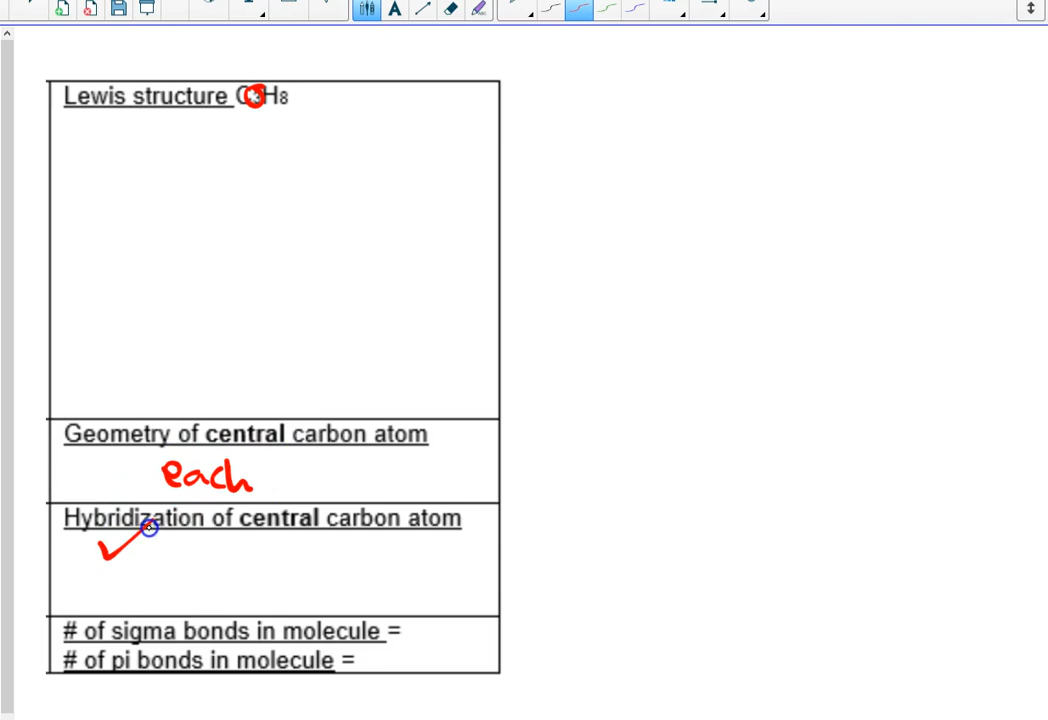 Lewis structure C3H8
Geometry of central carbon atom
each
Hybridization of central carbon atom
# of sigma bonds in molecule =
# of pi bonds in molecule =